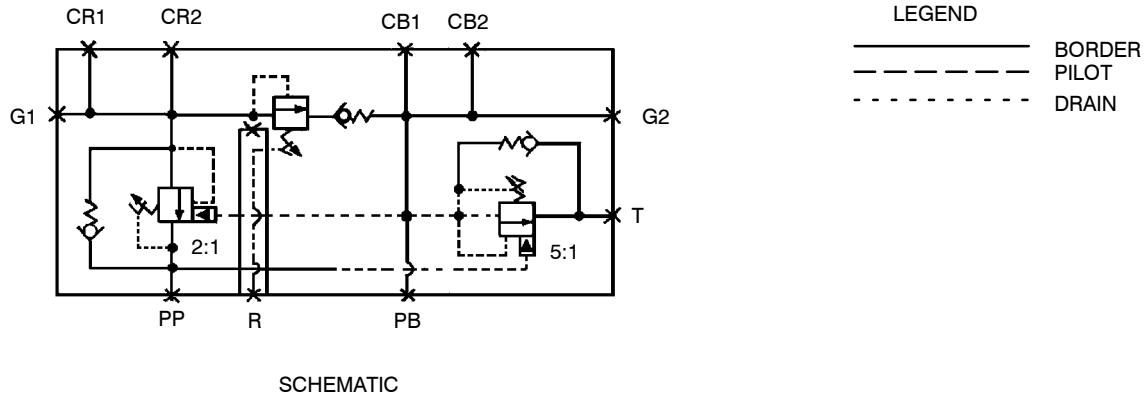 CR1 CR2 CB1 CB2
LEGEND
BORDER
PILOT
DRAIN
G1 G2
T
2:1 5:1
PP R PB
SCHEMATIC